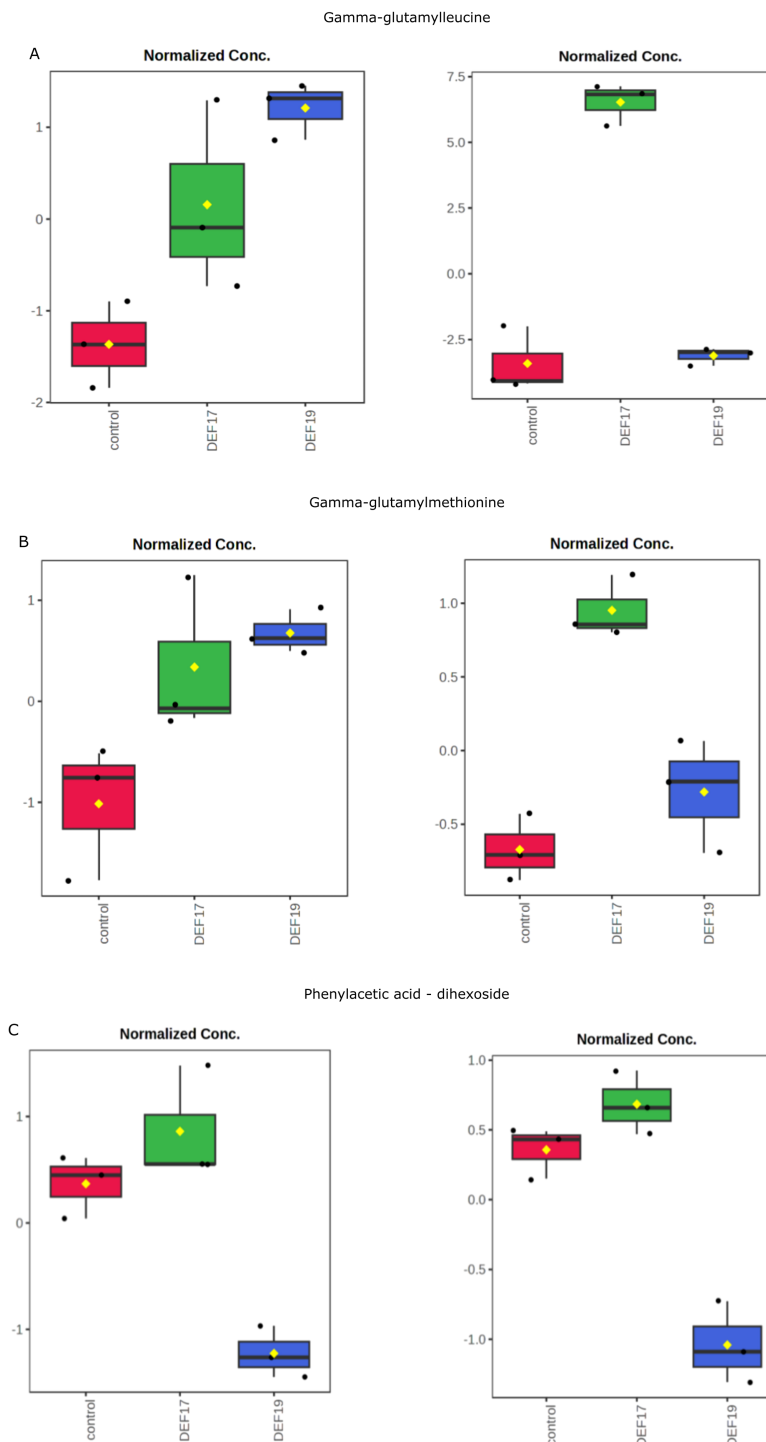 Gamma-glutamylleucine
A
Normalized Conc.
1
0
-1
-2
control
DEF17
DEF19
Normalized Conc.
7.5
5.0
2.5
0.0
-2.5
control
DEF17
DEF19
Gamma-glutamylmethionine
B
Normalized Conc.
1
0
-1
control
DEF17
DEF19
Normalized Conc.
1.0
0.5
0.0
-0.5
control
DEF17
DEF19
Phenylacetic acid - dihexoside
C
Normalized Conc.
1
0
-1
control
DEF17
DEF19
Normalized Conc.
1.0
0.5
0.0
-0.5
-1.0
control
DEF17
DEF19